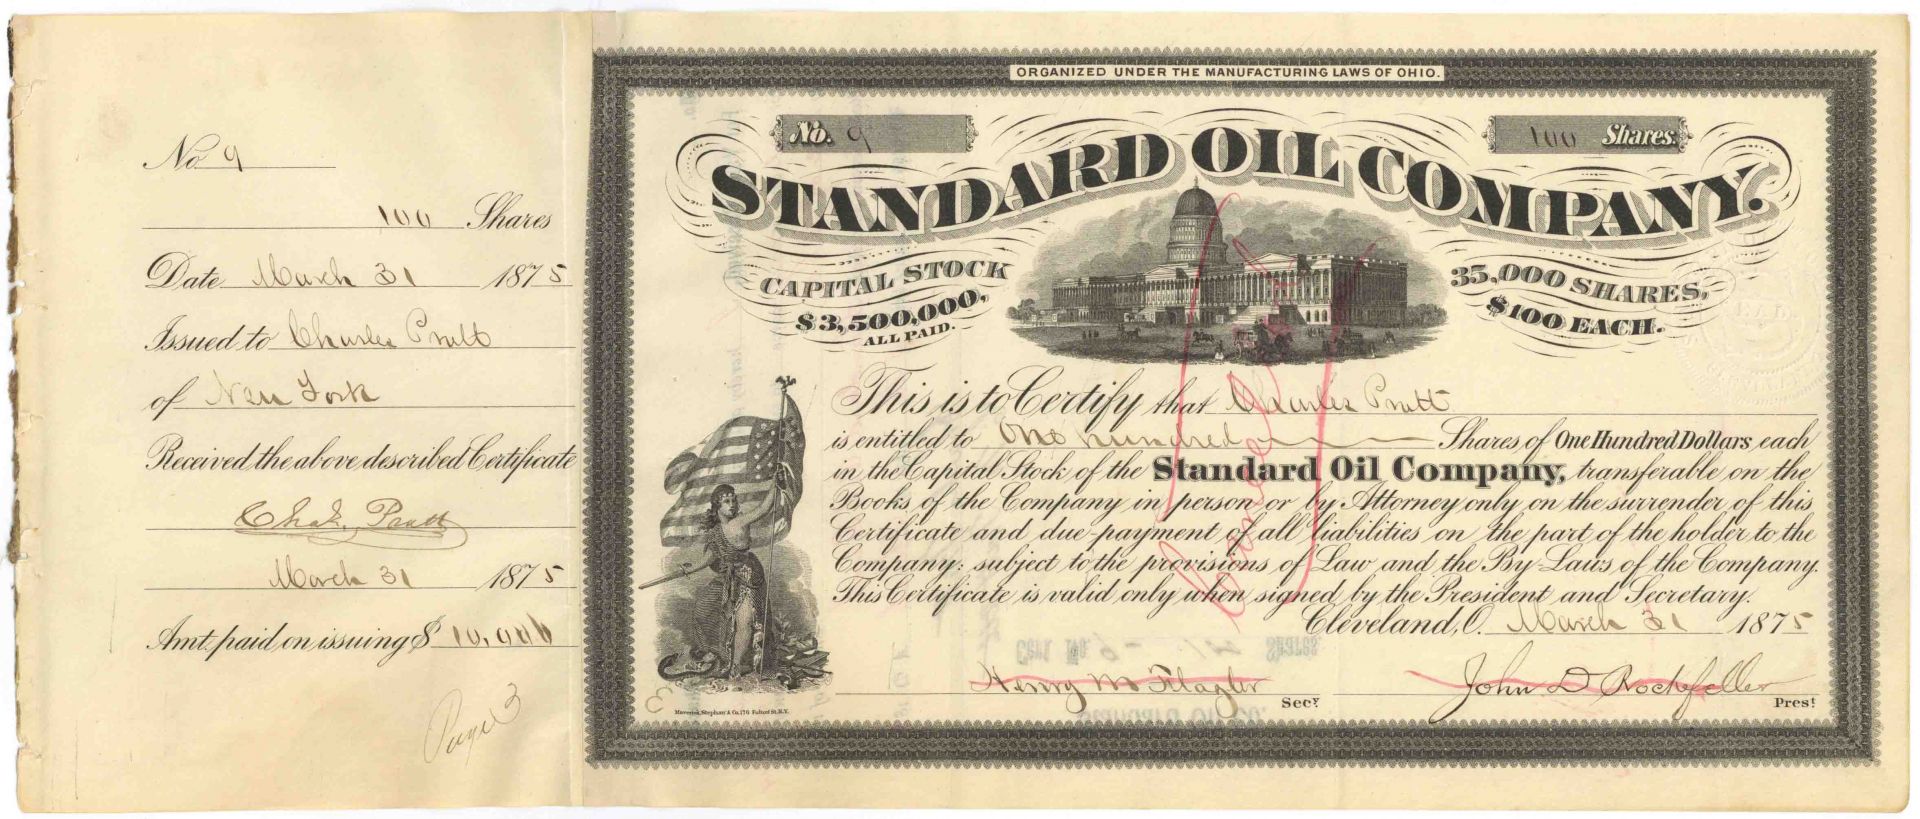 No. 9
100 Shares
Date March 31 1875
Issued to Charles Pratt
of New York
Received the above described Certificate
Chas. Pratt
March 31 1875
Amt. paid on issuing $ 10,000
Page 3
ORGANIZED UNDER THE MANUFACTURING LAWS OF OHIO.
No. 9
100 Shares.
STANDARD OIL COMPANY.
CAPITAL STOCK
$3,500,000,
ALL PAID.
35,000 SHARES,
$100 EACH.
This is to Certify that Charles Pratt
is entitled to One hundred Shares of One Hundred Dollars each
in the Capital Stock of the Standard Oil Company, transferable on the
Books of the Company in person or by Attorney only on the surrender of this
Certificate and due payment of all liabilities on the part of the holder to the
Company: subject to the provisions of Law and the By-Laws of the Company.
This Certificate is valid only when signed by the President and Secretary.
Cleveland, O. March 31 1875
Cancelled
Henry M Flagler Secy.
John D Rockefeller Prest
3
Maverick, Stephan & Co. 176 Fulton St. N.Y.